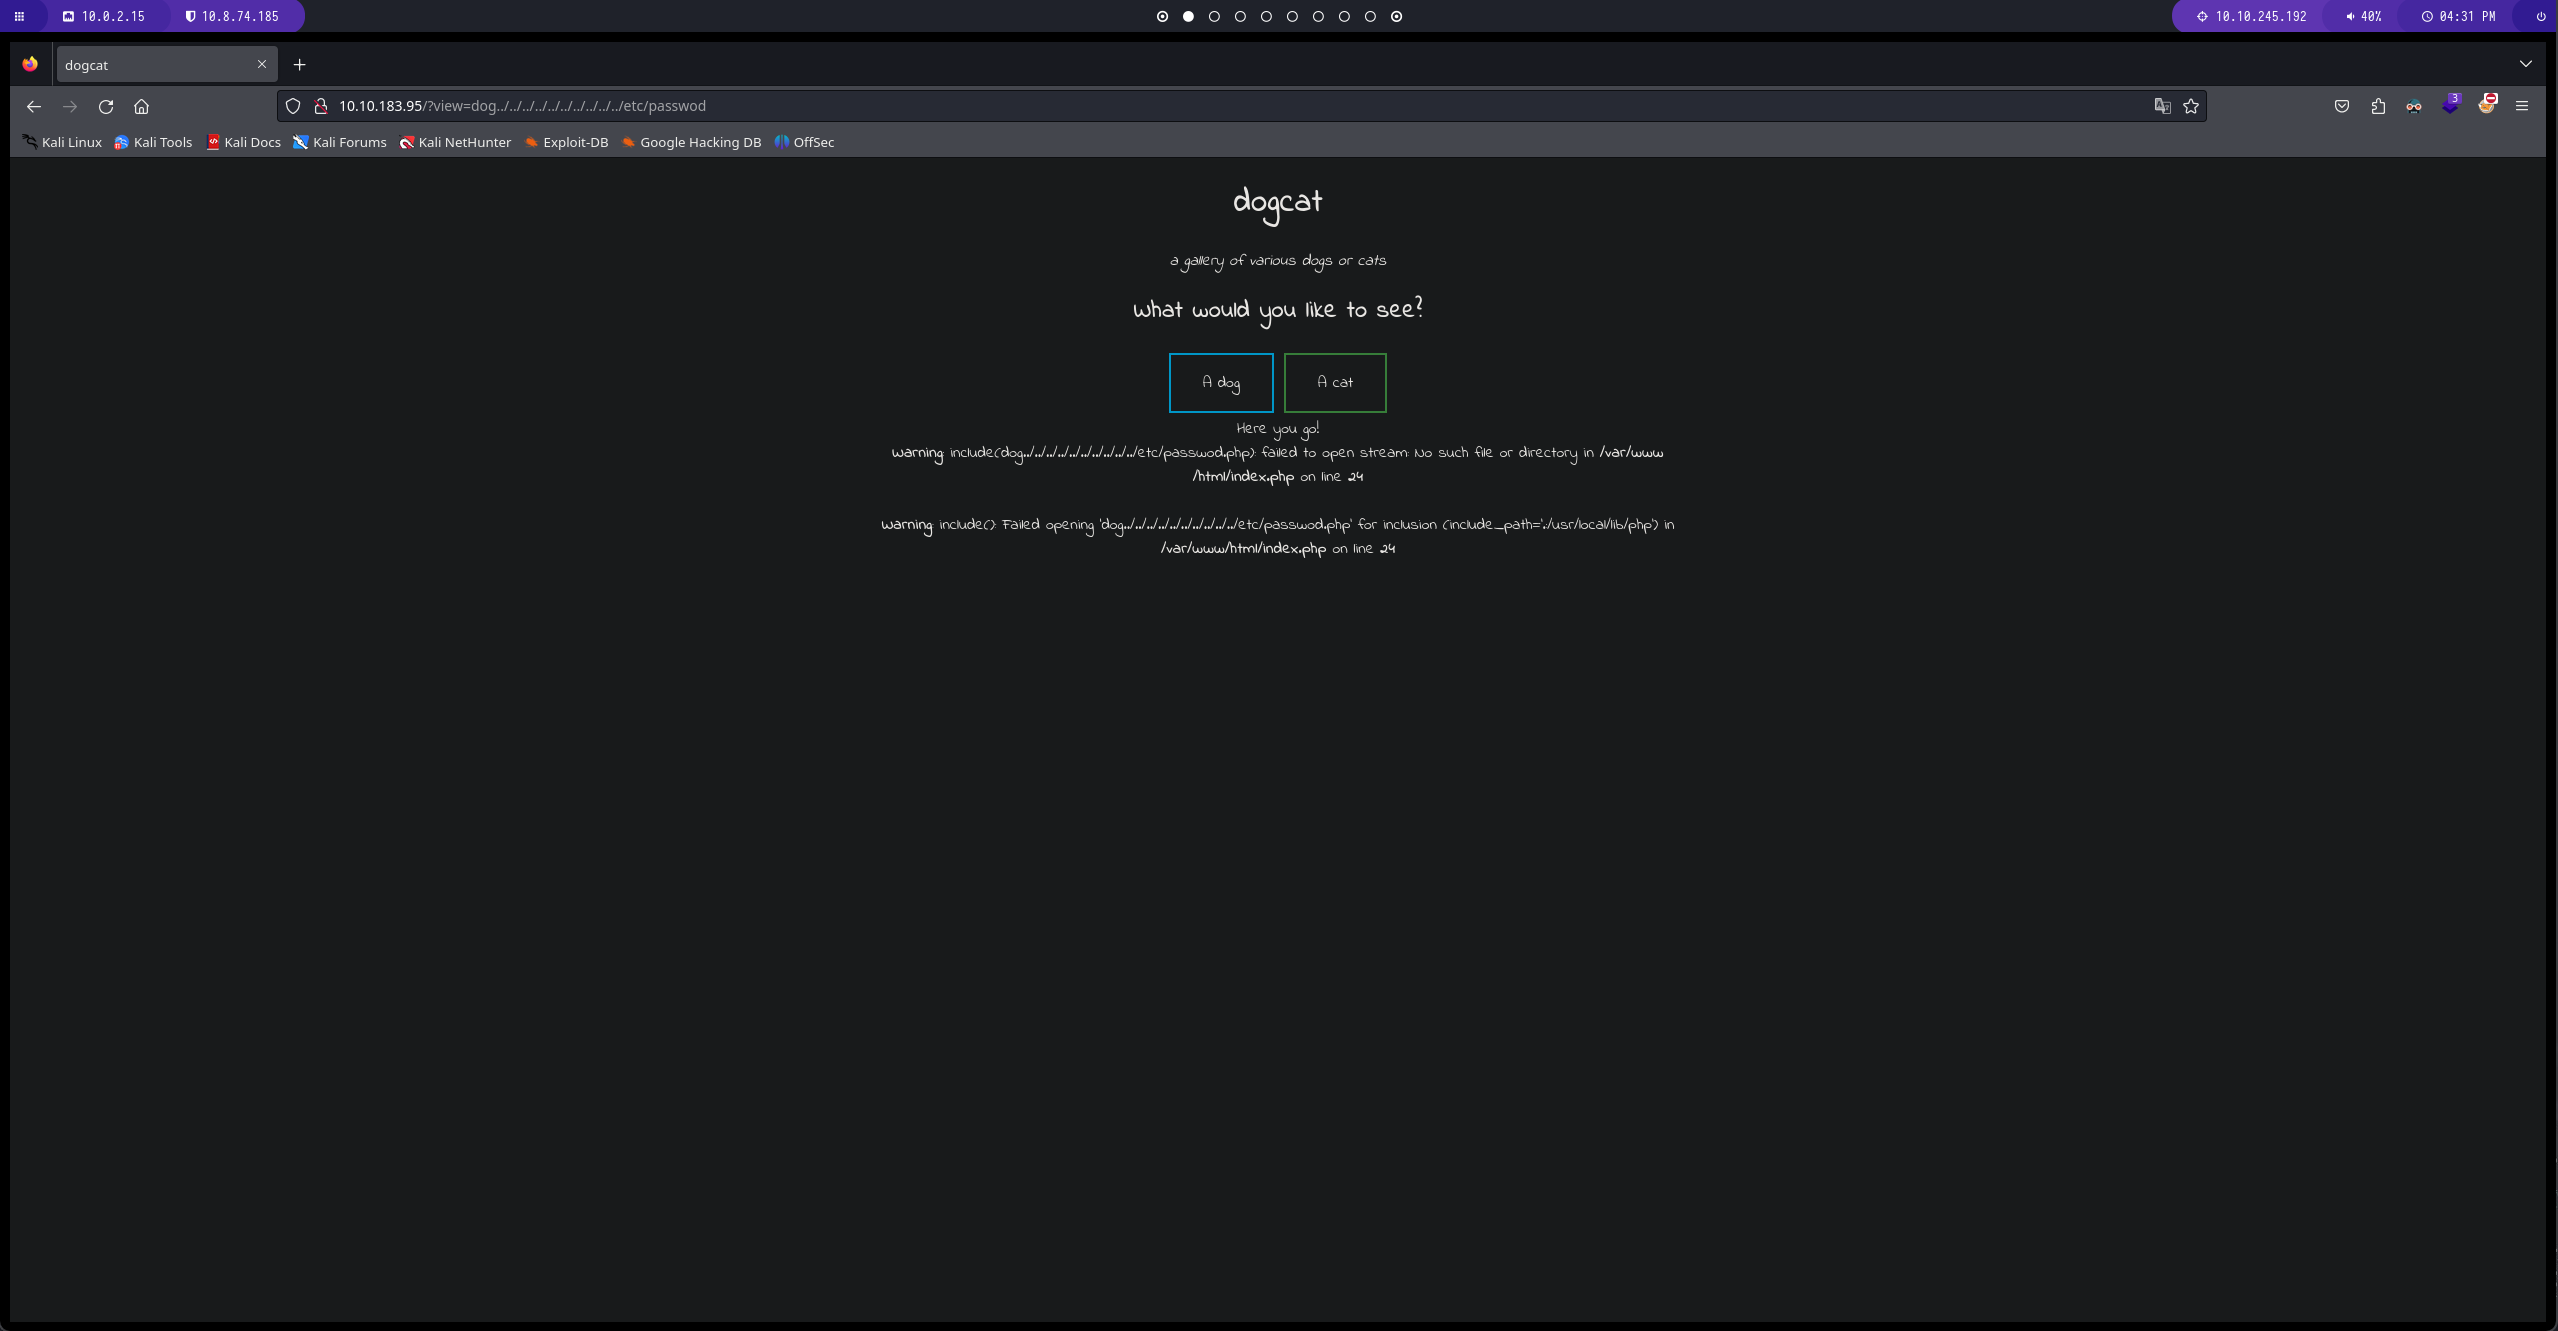 10.0.2.15 10.8.74.185 10.10.245.192 40% 04:31 PM
dogcat
10.10.183.95/?view=dog../../../../../../../../../../etc/passwod 3
Kali Linux Kali Tools Kali Docs Kali Forums Kali NetHunter Exploit-DB Google Hacking DB OffSec
dogcat
a gallery of various dogs or cats
What would you like to see?
A dog A cat
Here you go!
Warning: include(dog../../../../../../../../../../etc/passwod.php): failed to open stream: No such file or directory in /var/www
/html/index.php on line 24
Warning: include(): Failed opening 'dog../../../../../../../../../../etc/passwod.php' for inclusion (include_path='.:/usr/local/lib/php') in
/var/www/html/index.php on line 24